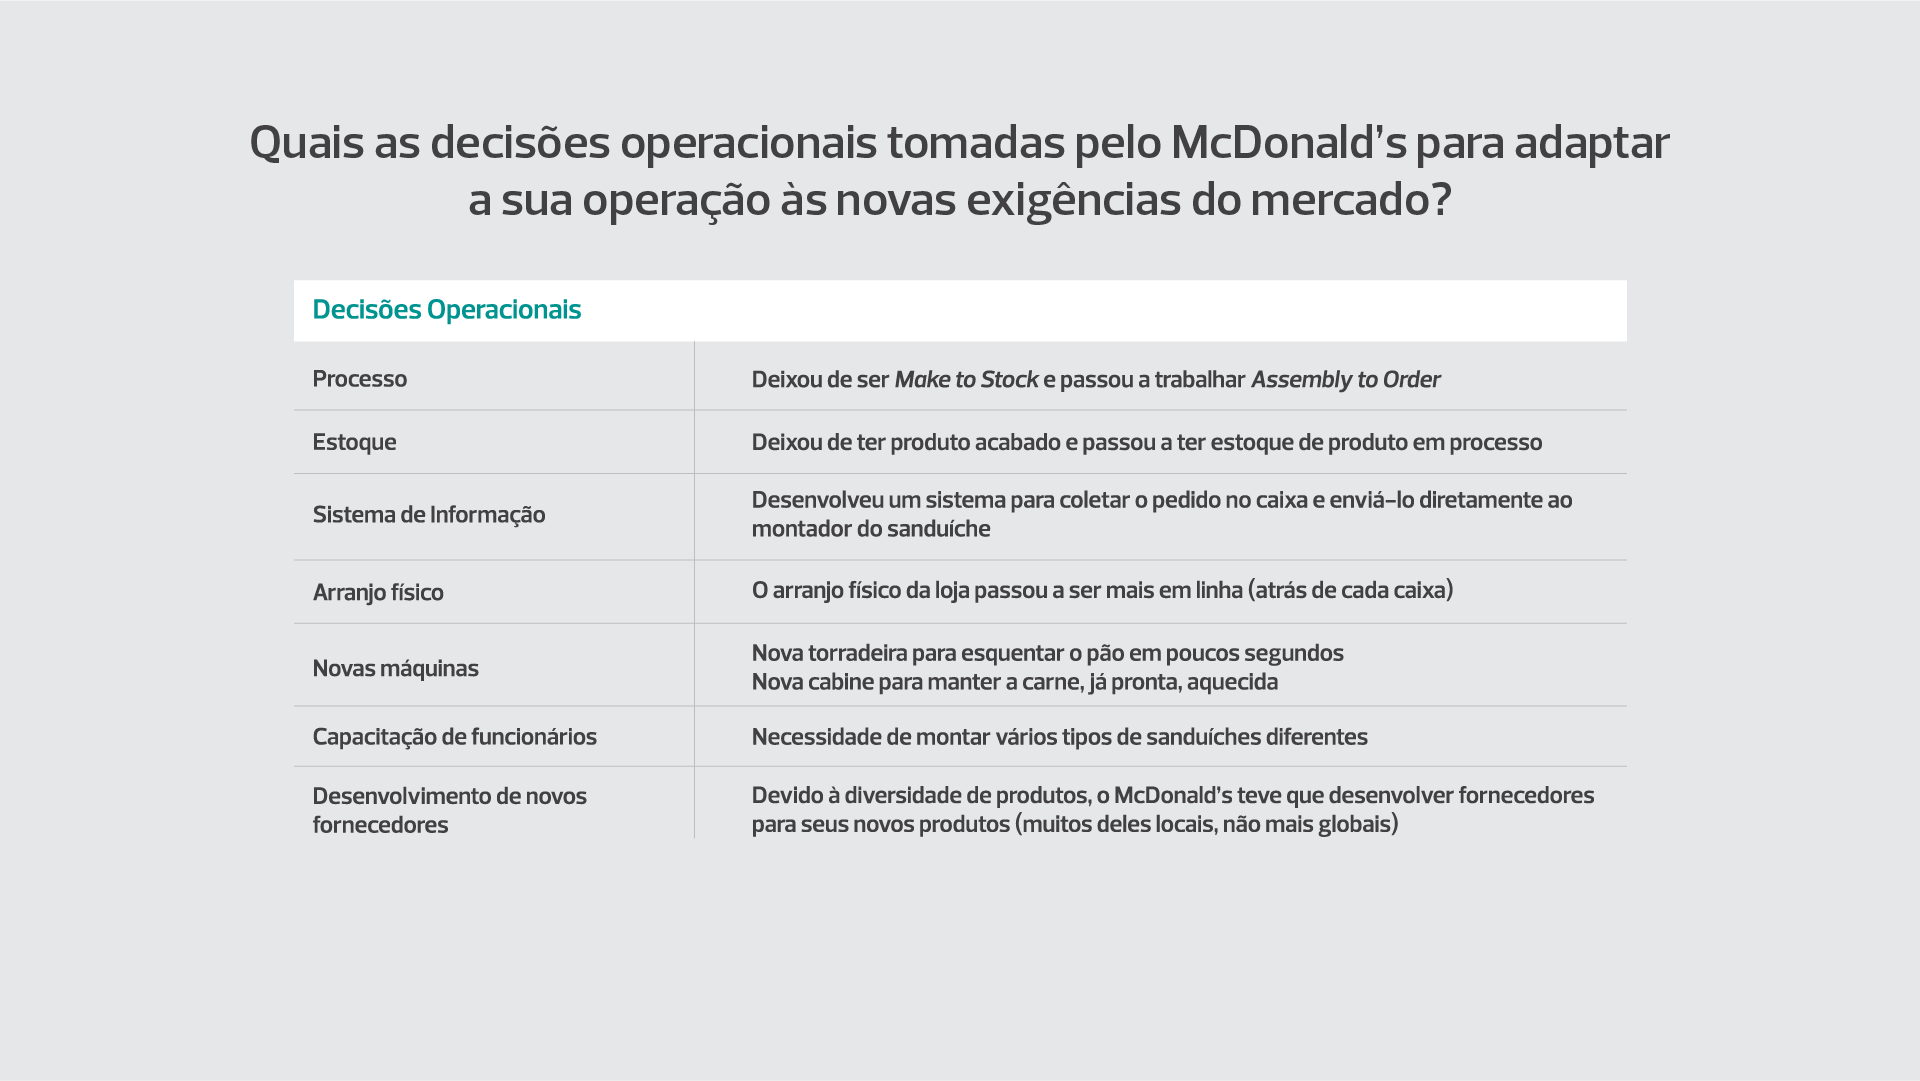 Quais as decisões operacionais tomadas pelo McDonald’s para adaptar
a sua operação às novas exigências do mercado?
Decisões Operacionais
Processo
Deixou de ser Make to Stock e passou a trabalhar Assembly to Order
Estoque
Deixou de ter produto acabado e passou a ter estoque de produto em processo
Sistema de Informação
Desenvolveu um sistema para coletar o pedido no caixa e enviá-lo diretamente ao
montador do sanduíche
Arranjo físico
O arranjo físico da loja passou a ser mais em linha (atrás de cada caixa)
Novas máquinas
Nova torradeira para esquentar o pão em poucos segundos
Nova cabine para manter a carne, já pronta, aquecida
Capacitação de funcionários
Necessidade de montar vários tipos de sanduíches diferentes
Desenvolvimento de novos
fornecedores
Devido à diversidade de produtos, o McDonald’s teve que desenvolver fornecedores
para seus novos produtos (muitos deles locais, não mais globais)